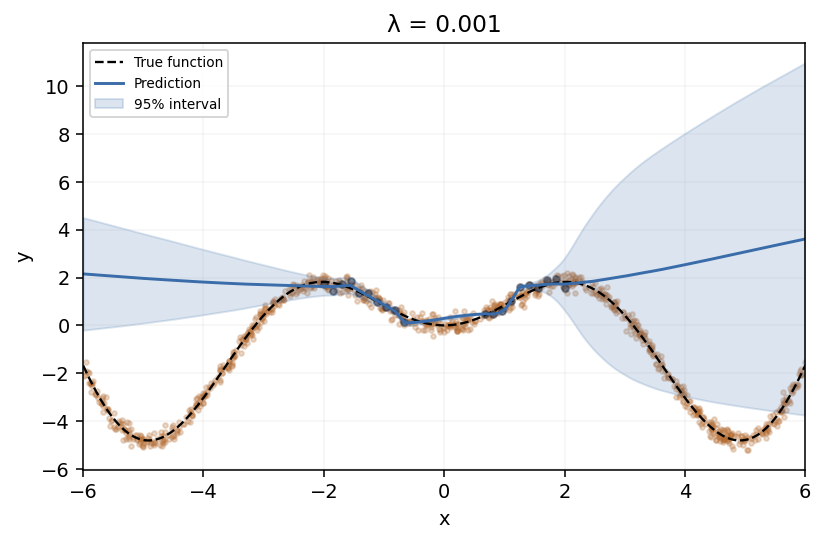 λ = 0.001
True function
Prediction
95% interval
10
8
6
4
2
0
−2
−4
−6
y
−6 −4 −2 0 2 4 6
x